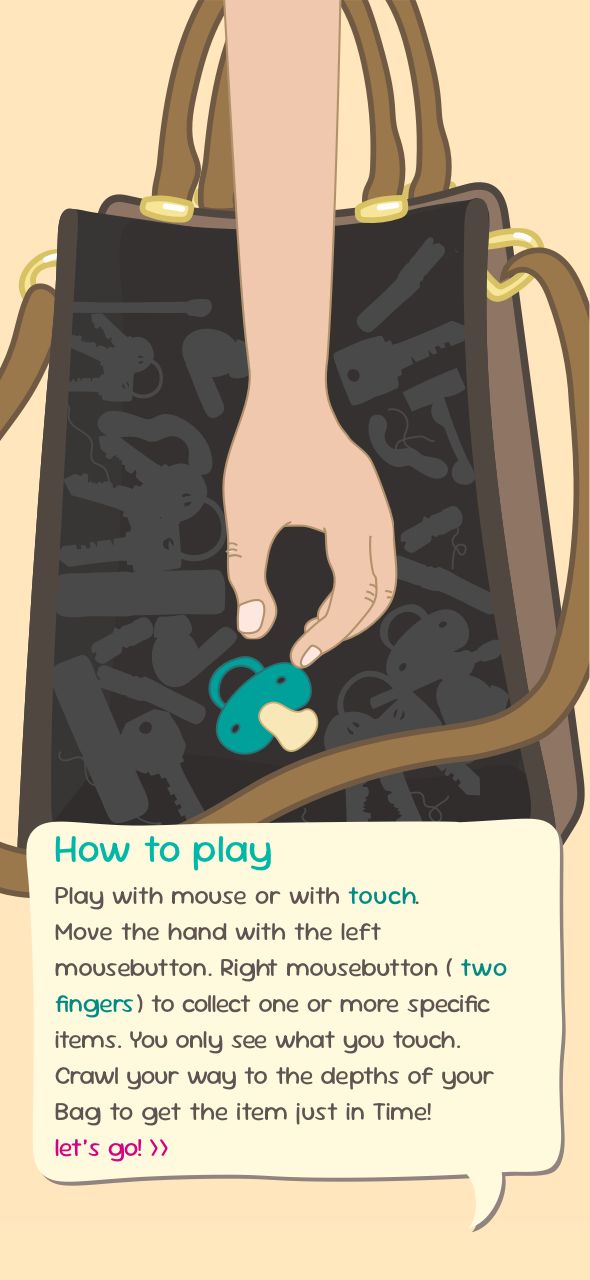 How to play
Play with mouse or with touch.
Move the hand with the left
mousebutton. Right mousebutton ( two
fingers) to collect one or more specific
items. You only see what you touch.
Crawl your way to the depths of your
Bag to get the item just in Time!
let's go! >>